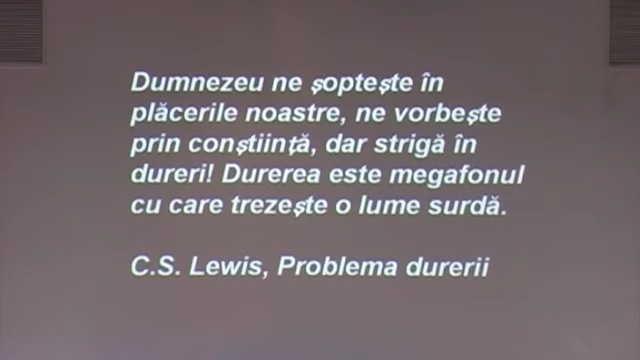 Dumnezeu ne șoptește în
plăcerile noastre, ne vorbește
prin conștiință, dar strigă în
dureri! Durerea este megafonul
cu care trezește o lume surdă.
C.S. Lewis, Problema durerii